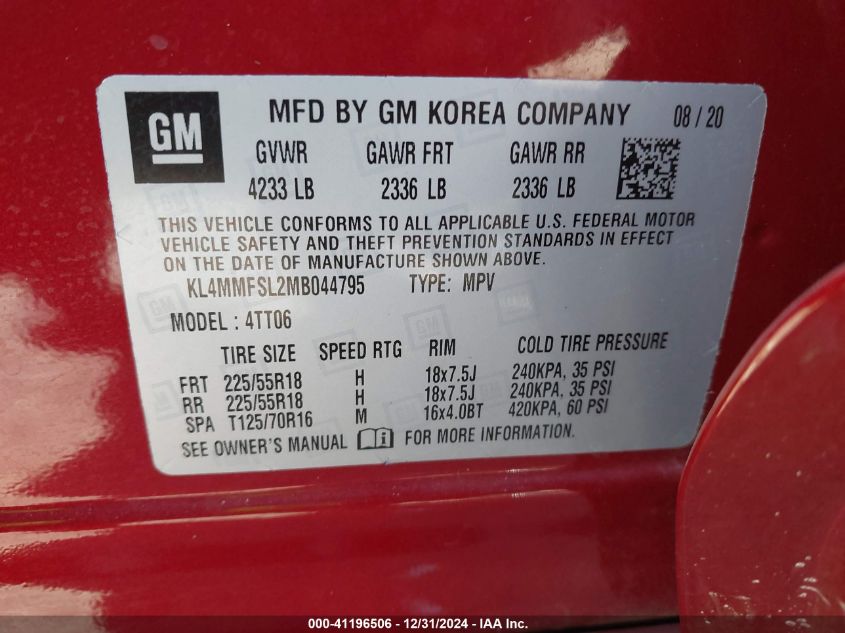 GM
MFD BY GM KOREA COMPANY 08 / 20
GVWR GAWR FRT GAWR RR
4233 LB 2336 LB 2336 LB
THIS VEHICLE CONFORMS TO ALL APPLICABLE U.S. FEDERAL MOTOR
VEHICLE SAFETY AND THEFT PREVENTION STANDARDS IN EFFECT
ON THE DATE OF MANUFACTURE SHOWN ABOVE.
KL4MMFSL2MB044795 TYPE: MPV
MODEL : 4TT06
TIRE SIZE SPEED RTG RIM COLD TIRE PRESSURE
FRT 225/55R18 H 18x7.5J 240KPA, 35 PSI
RR 225/55R18 H 18x7.5J 240KPA, 35 PSI
SPA T125/70R16 M 16x4.0BT 420KPA, 60 PSI
SEE OWNER'S MANUAL i FOR MORE INFORMATION.
000-41196506 - 12/31/2024 - IAA Inc.